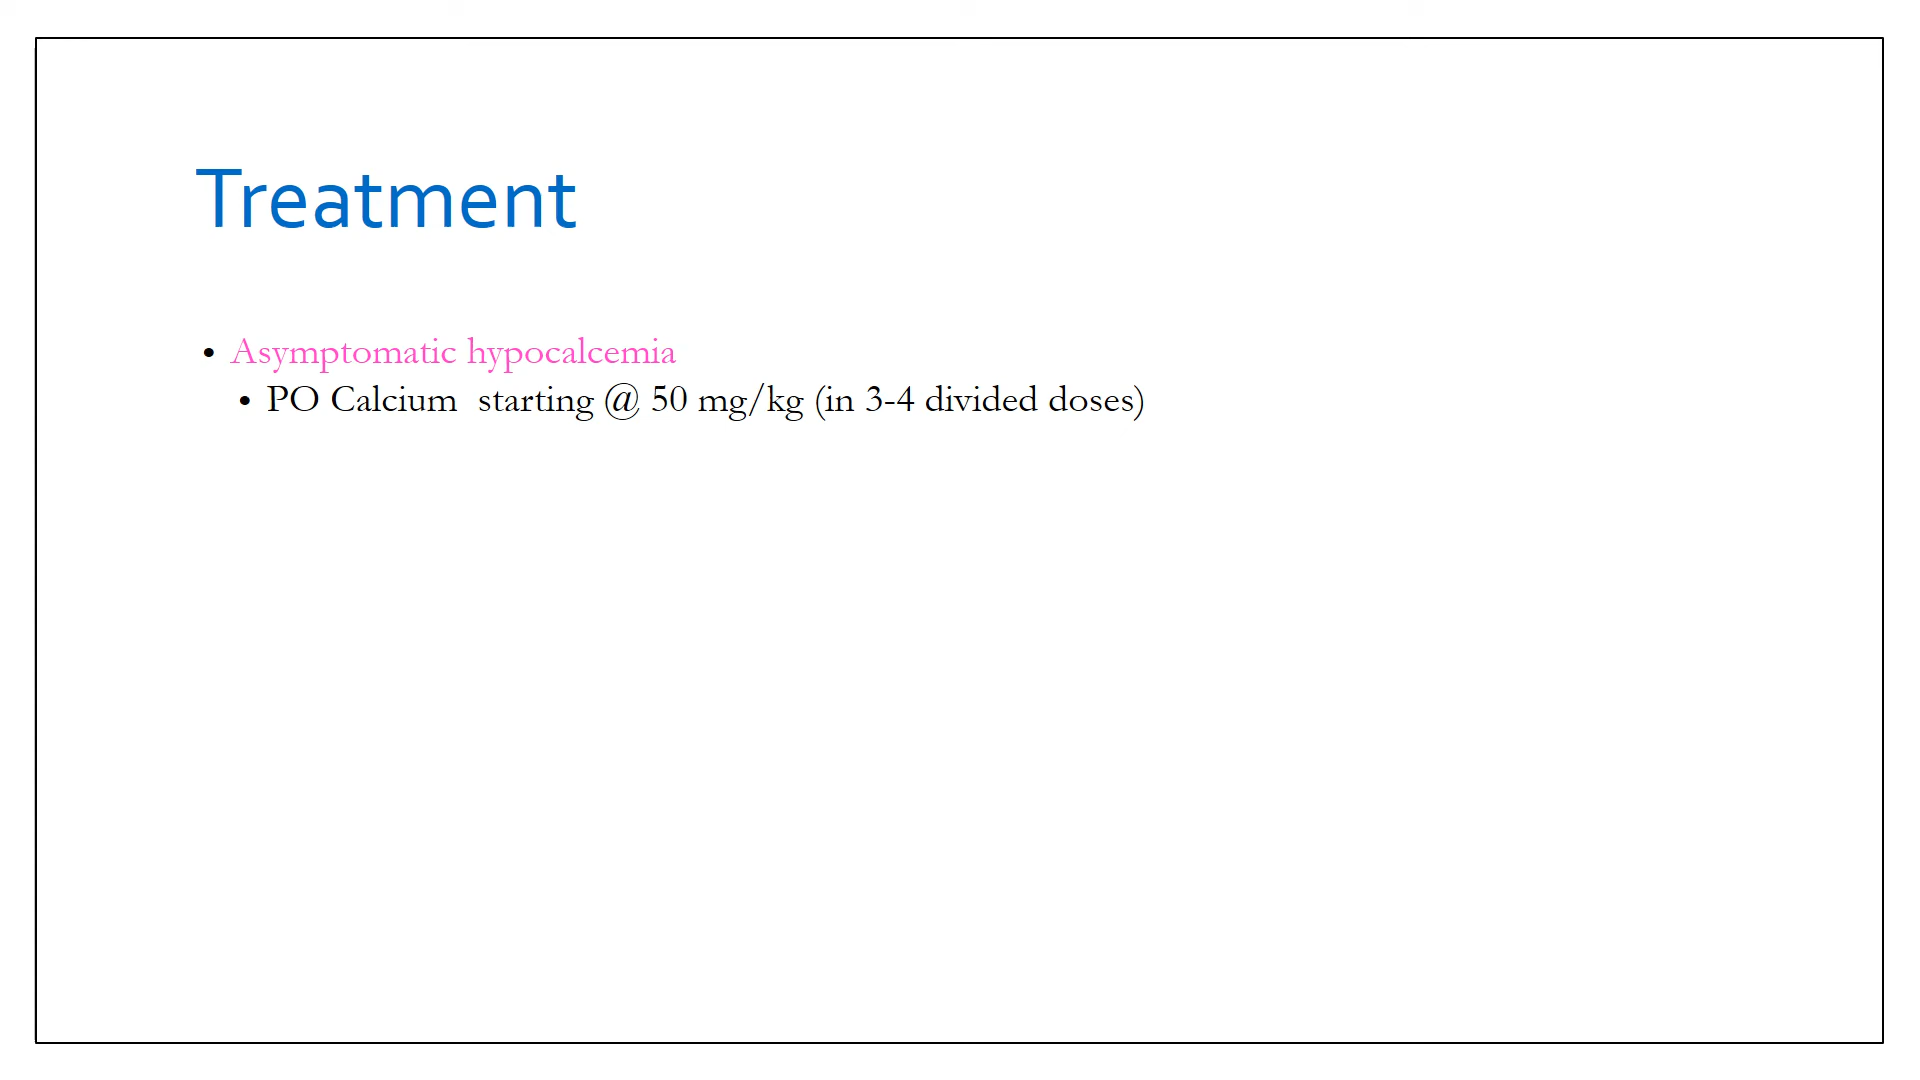 Treatment
• Asymptomatic hypocalcemia
• PO Calcium  starting @ 50 mg/kg (in 3-4 divided doses)